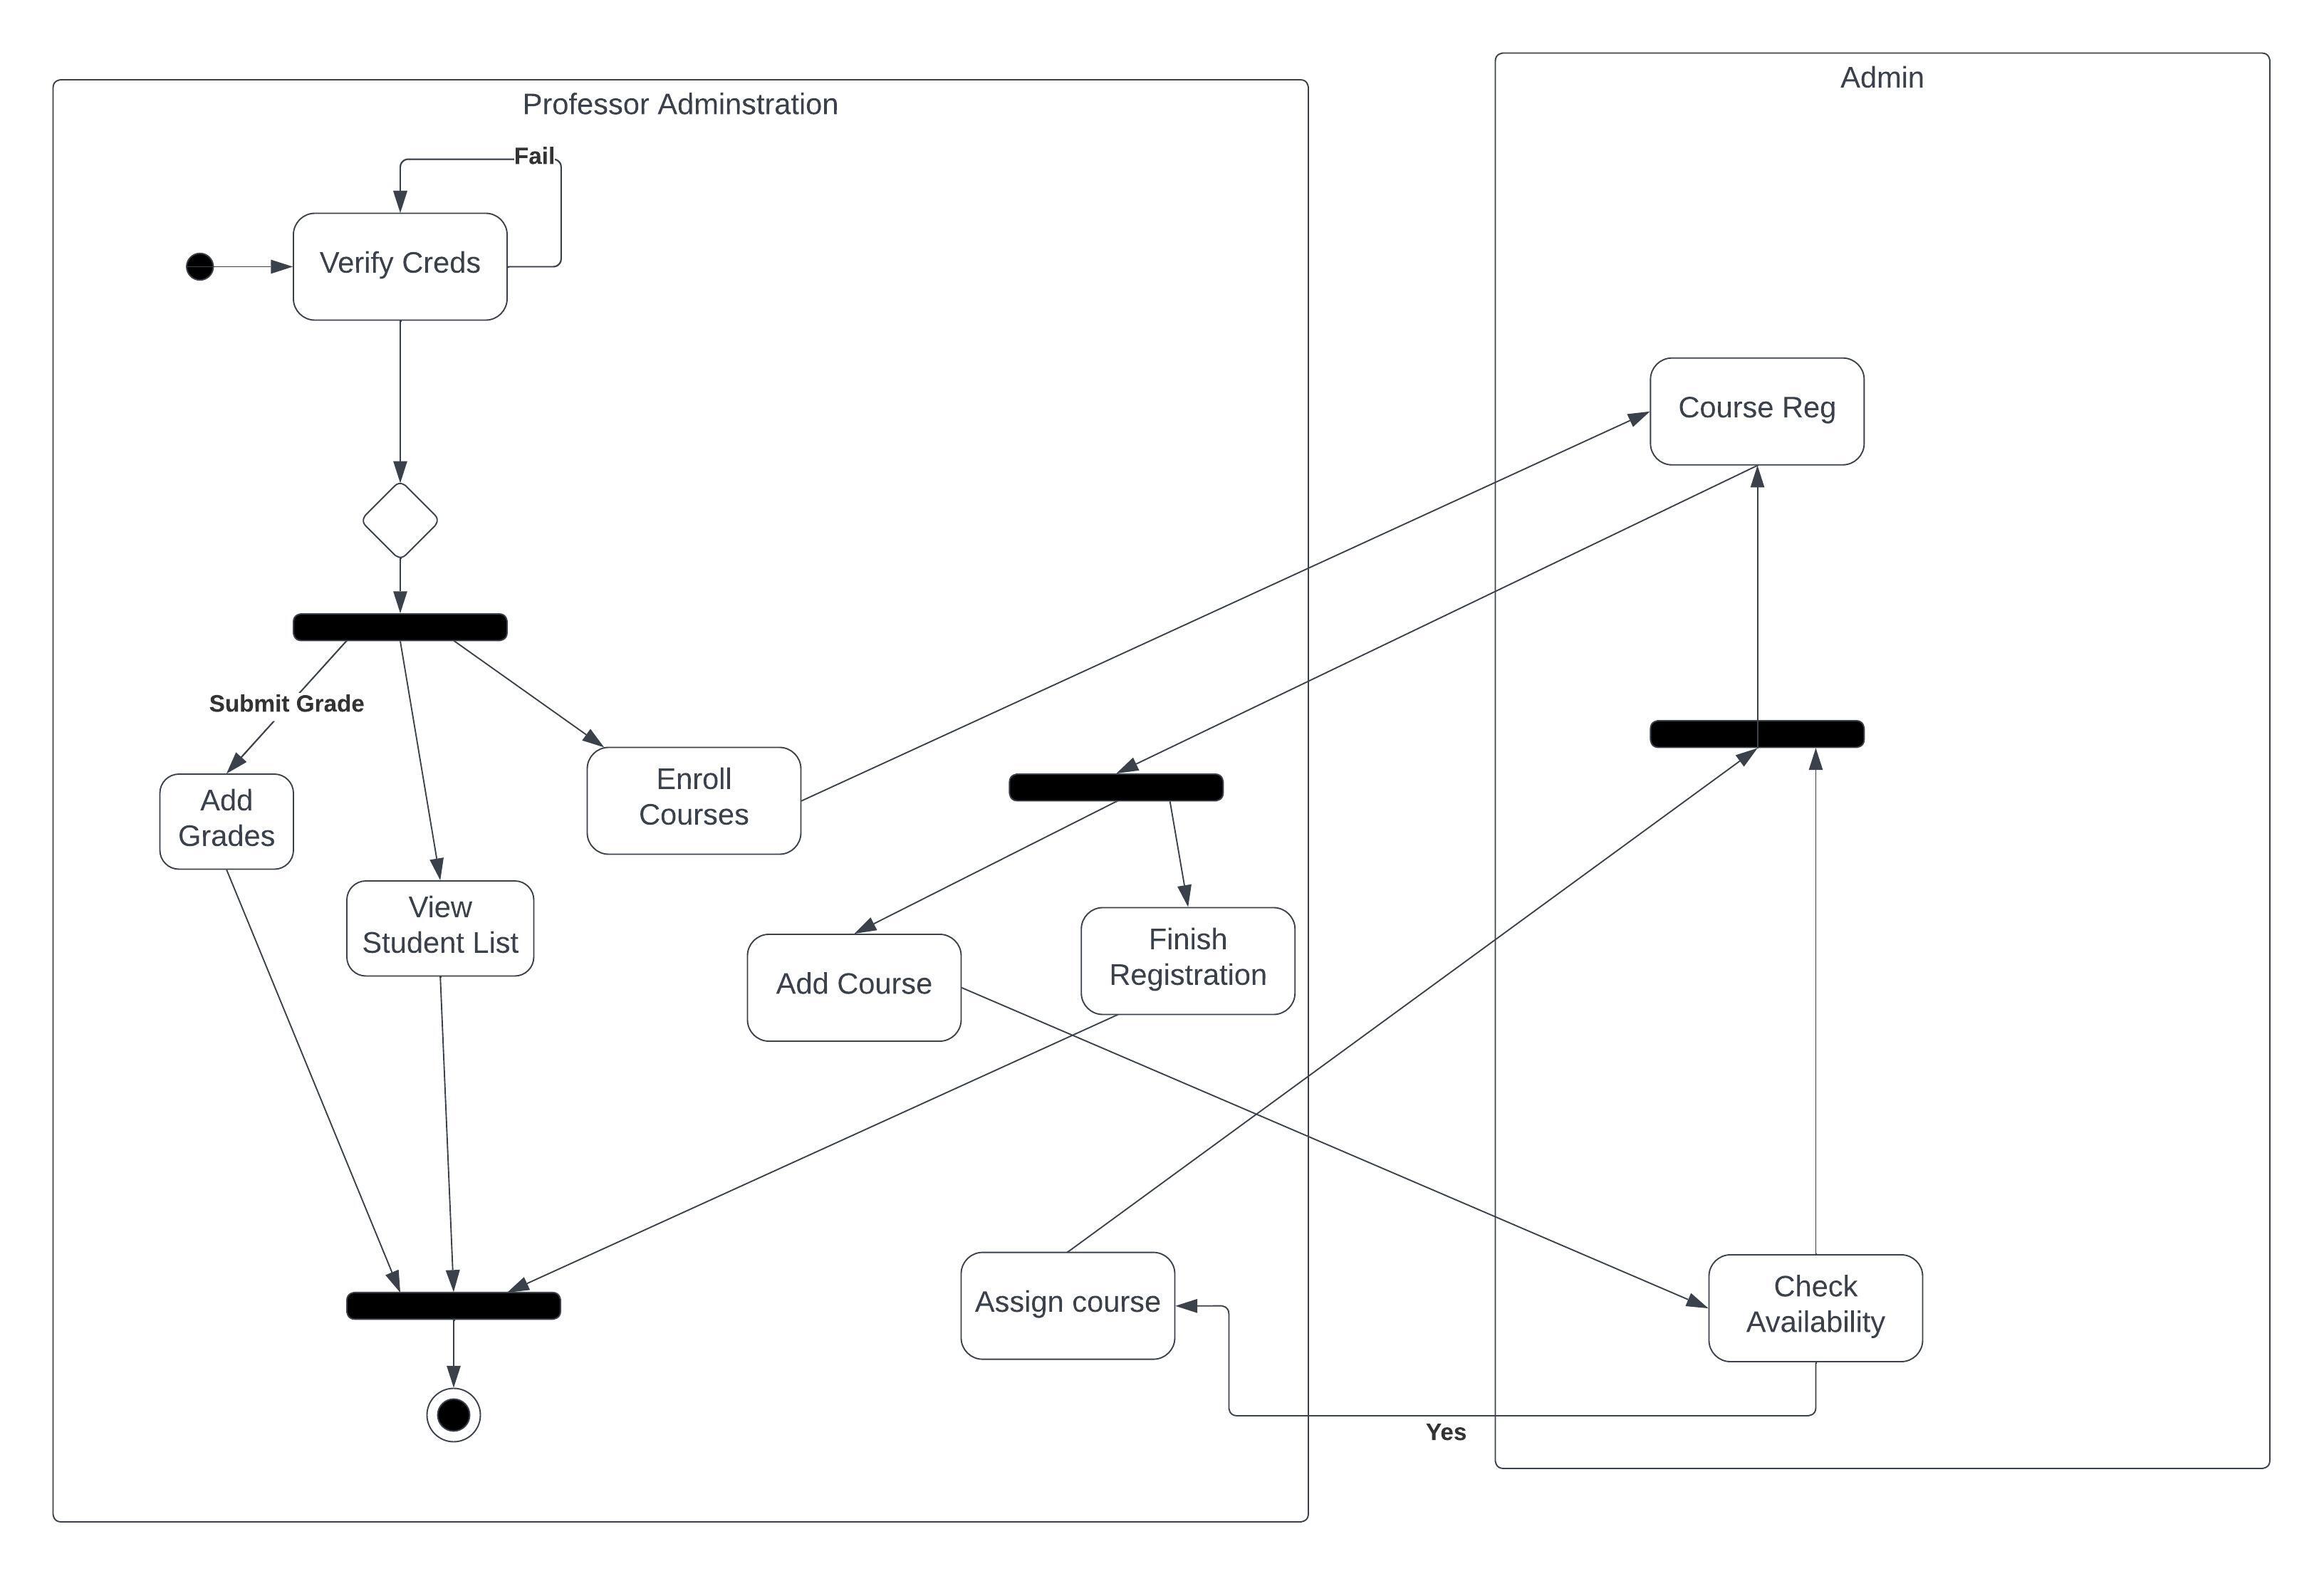 Professor Adminstration
Admin
Fail
Verify Creds
Course Reg
Submit Grade
Add
Grades
Enroll
Courses
View
Student List
Add Course
Finish
Registration
Assign course
Check
Availability
Yes